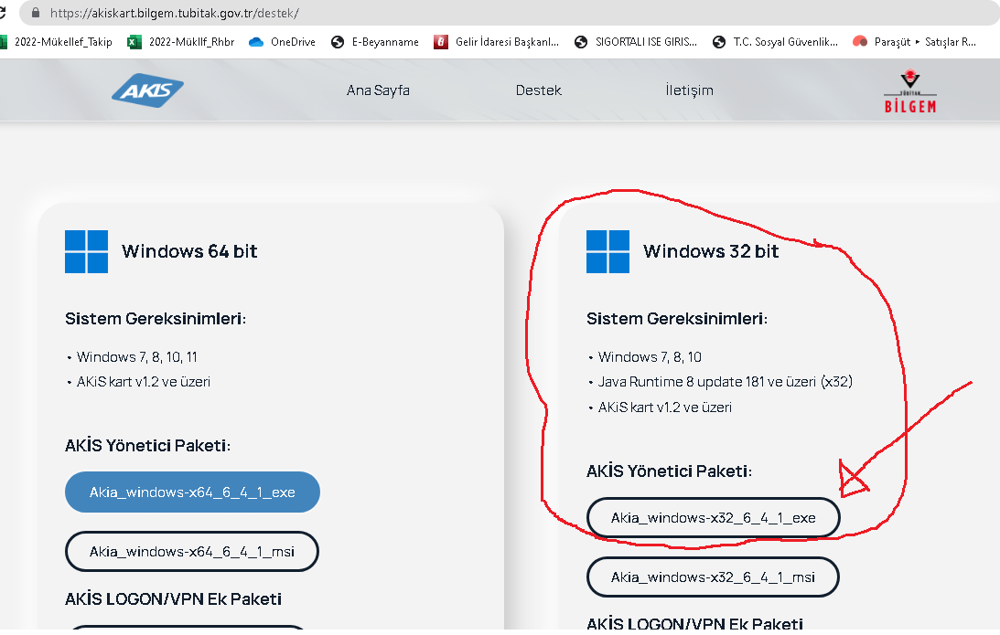 https://akiskart.bilgem.tubitak.gov.tr/destek/
2022-Mükellef_Takip 2022-Mükllf_Rhbr OneDrive E-Beyanname Gelir İdaresi Başkanl... SIGORTALI ISE GIRIS... T.C. Sosyal Güvenlik... Paraşüt ▸ Satışlar R...
AKİS Ana Sayfa Destek İletişim TÜBİTAK
BİLGEM
Windows 64 bit
Sistem Gereksinimleri:
• Windows 7, 8, 10, 11
• AKiS kart v1.2 ve üzeri
AKİS Yönetici Paketi:
Akia_windows-x64_6_4_1_exe
Akia_windows-x64_6_4_1_msi
AKİS LOGON/VPN Ek Paketi
Windows 32 bit
Sistem Gereksinimleri:
• Windows 7, 8, 10
• Java Runtime 8 update 181 ve üzeri (x32)
• AKiS kart v1.2 ve üzeri
AKİS Yönetici Paketi:
Akia_windows-x32_6_4_1_exe
Akia_windows-x32_6_4_1_msi
AKİS LOGON/VPN Ek Paketi